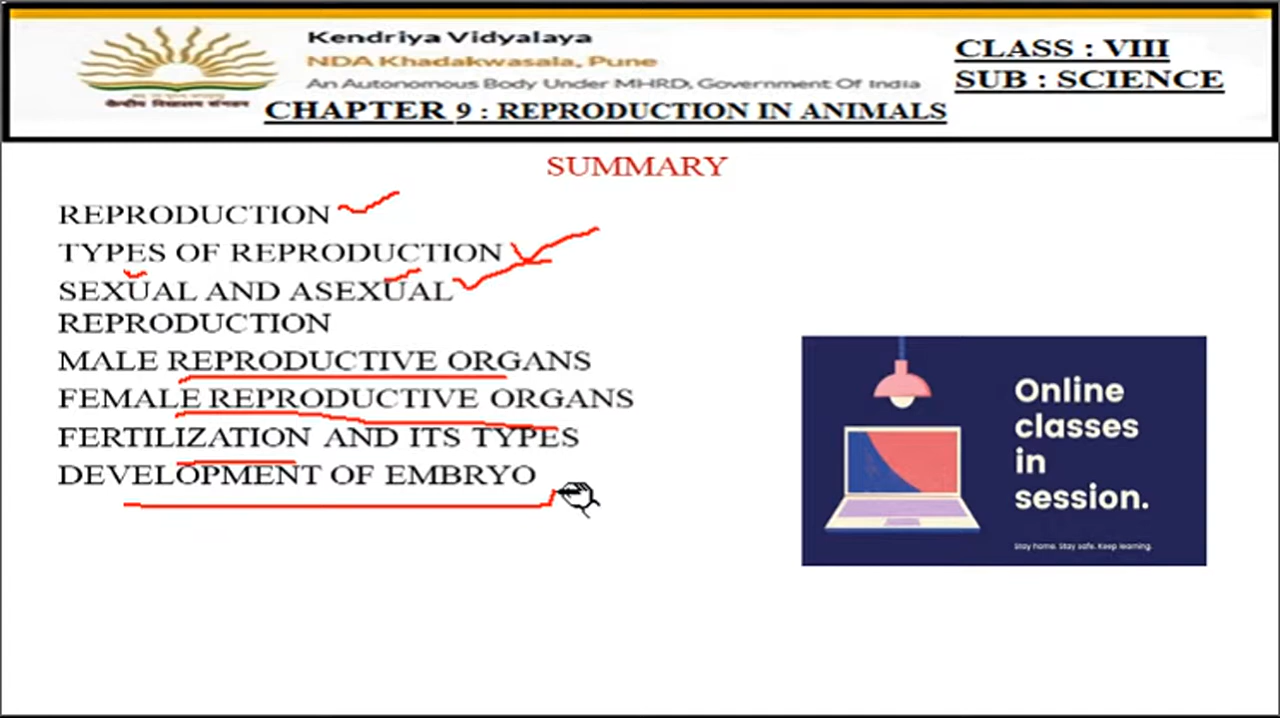 Kendriya Vidyalaya
NDA Khadakwasala, Pune
An Autonomous Body Under MHRD, Government Of India
केन्द्रीय विद्यालय संगठन
CLASS : VIII
SUB : SCIENCE
CHAPTER 9 : REPRODUCTION IN ANIMALS
SUMMARY
REPRODUCTION
TYPES OF REPRODUCTION
SEXUAL AND ASEXUAL
REPRODUCTION
MALE REPRODUCTIVE ORGANS
FEMALE REPRODUCTIVE ORGANS
FERTILIZATION AND ITS TYPES
DEVELOPMENT OF EMBRYO
Online
classes
in
session.
Stay home. Stay safe. Keep learning.